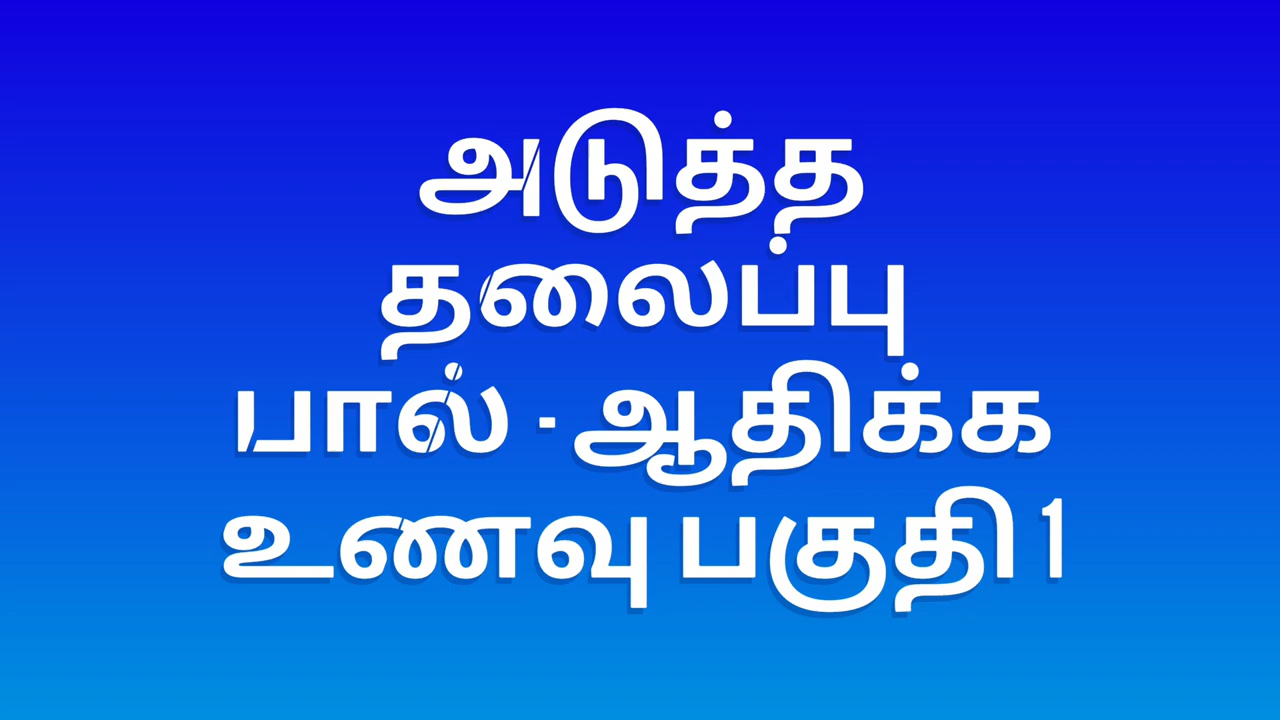 அடுத்த
தலைப்பு
பால் - ஆதிக்க
உணவு பகுதி 1